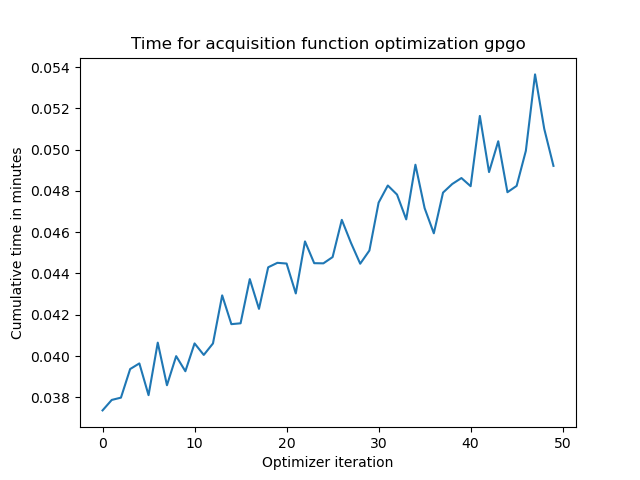 Time for acquisition function optimization gpgo
0.054
0.052
0.050
0.048
0.046
0.044
0.042
0.040
0.038
Cumulative time in minutes
0 10 20 30 40 50
Optimizer iteration